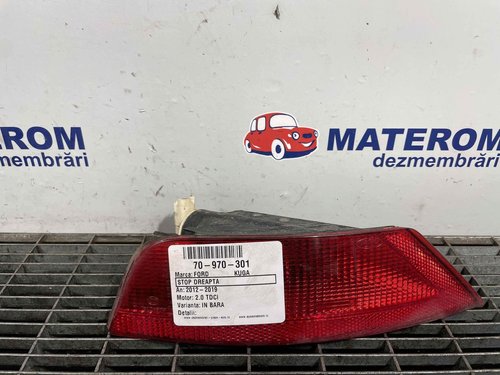 MATEROM
dezmembrări
MATEROM
dezmembrări
70-970-301
Marca: FORD KUGA
STOP DREAPTA
An: 2012-2019
Motor: 2.0 TDCI
Varianta: IN BARA
Detalii: